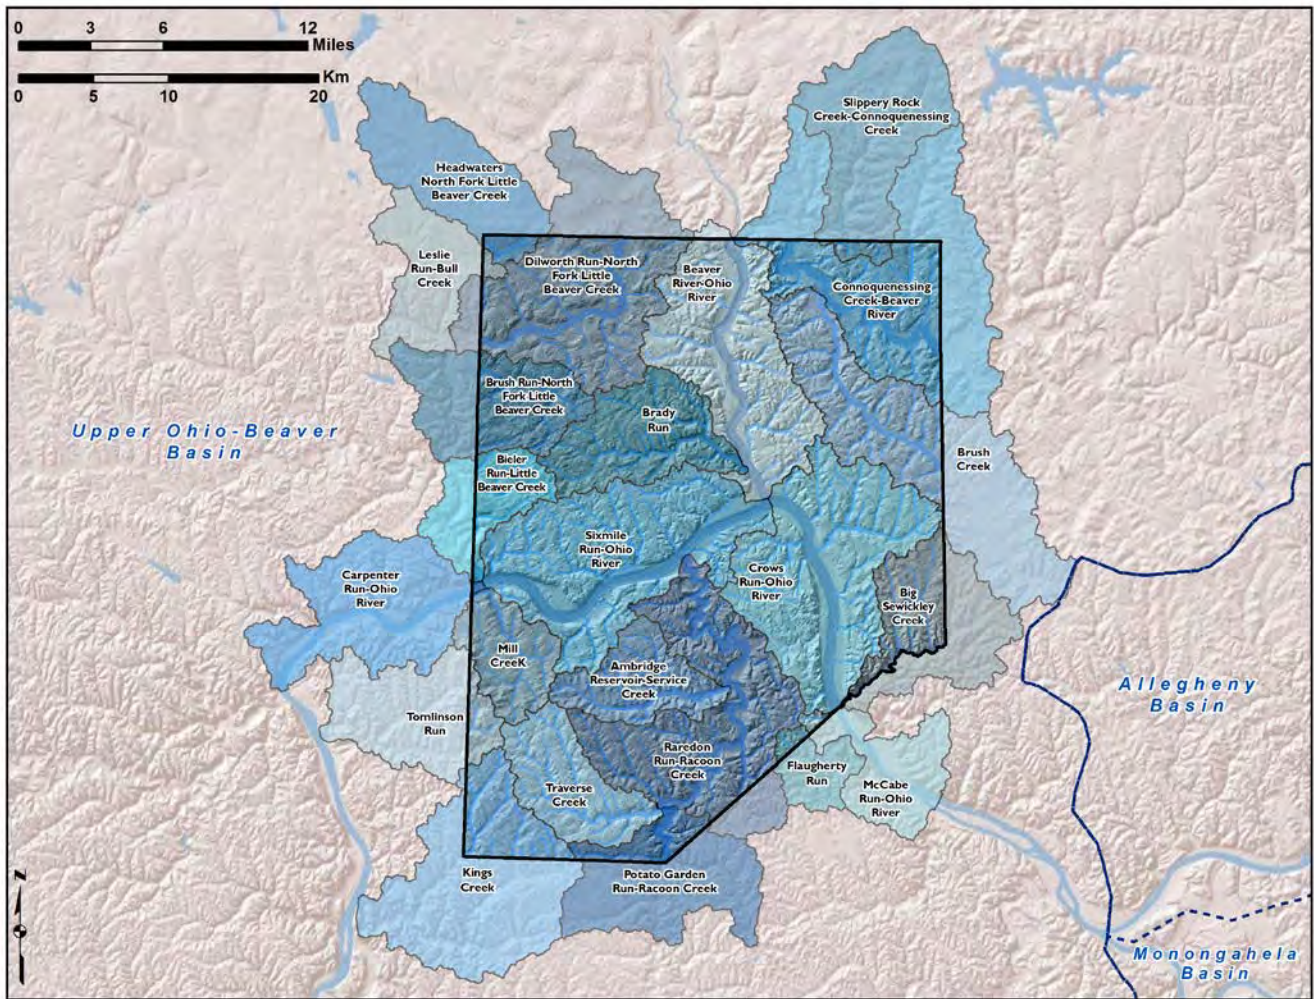 0 3 6 12
Miles
Km
0 5 10 20
Slippery Rock
Creek-Connoquenessing
Creek
Headwaters
North Fork Little
Beaver Creek
Leslie
Run-Bull
Creek
Dilworth Run-North
Fork Little
Beaver Creek
Beaver
River-Ohio
River
Connoquenessing
Creek-Beaver
River
Brush Run-North
Fork Little
Beaver Creek
Brady
Run
Upper Ohio-Beaver
Basin
Bieler
Run-Little
Beaver Creek
Brush
Creek
Sixmile
Run-Ohio
River
Carpenter
Run-Ohio
River
Crows
Run-Ohio
River
Big
Sewickley
Creek
Mill
CreeK
Ambridge
Reservoir-Service
Creek
Allegheny
Basin
Tomlinson
Run
Raredon
Run-Racoon
Creek
Flaugherty
Run
McCabe
Run-Ohio
River
Traverse
Creek
Kings
Creek
Potato Garden
Run-Racoon Creek
Z
Monongahela
Basin